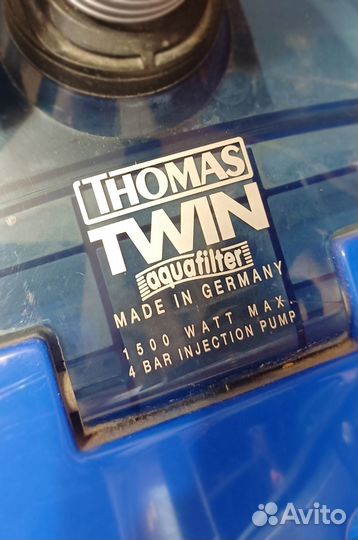 THOMAS
TWIN
aquafilter
MADE IN GERMANY
1500 WATT MAX.
4 BAR INJECTION PUMP
Avito